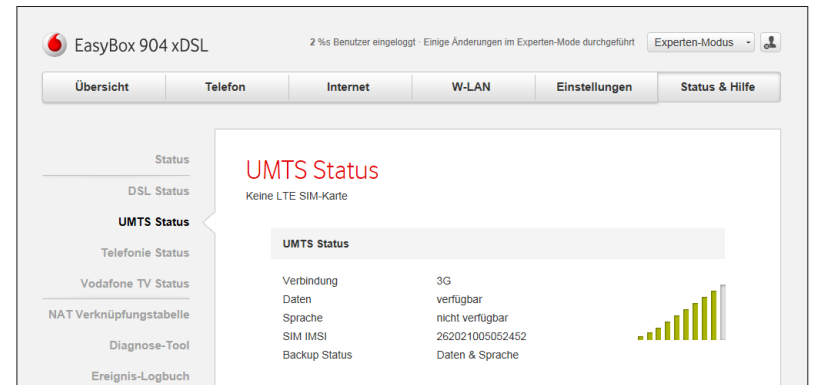 EasyBox 904 xDSL
2 %s Benutzer eingeloggt · Einige Änderungen im Experten-Mode durchgeführt
Experten-Modus
Übersicht Telefon Internet W-LAN Einstellungen Status & Hilfe
Status
DSL Status
UMTS Status
Telefonie Status
Vodafone TV Status
NAT Verknüpfungstabelle
Diagnose-Tool
Ereignis-Logbuch
UMTS Status
Keine LTE SIM-Karte
UMTS Status
Verbindung 3G
Daten verfügbar
Sprache nicht verfügbar
SIM IMSI 262021005052452
Backup Status Daten & Sprache